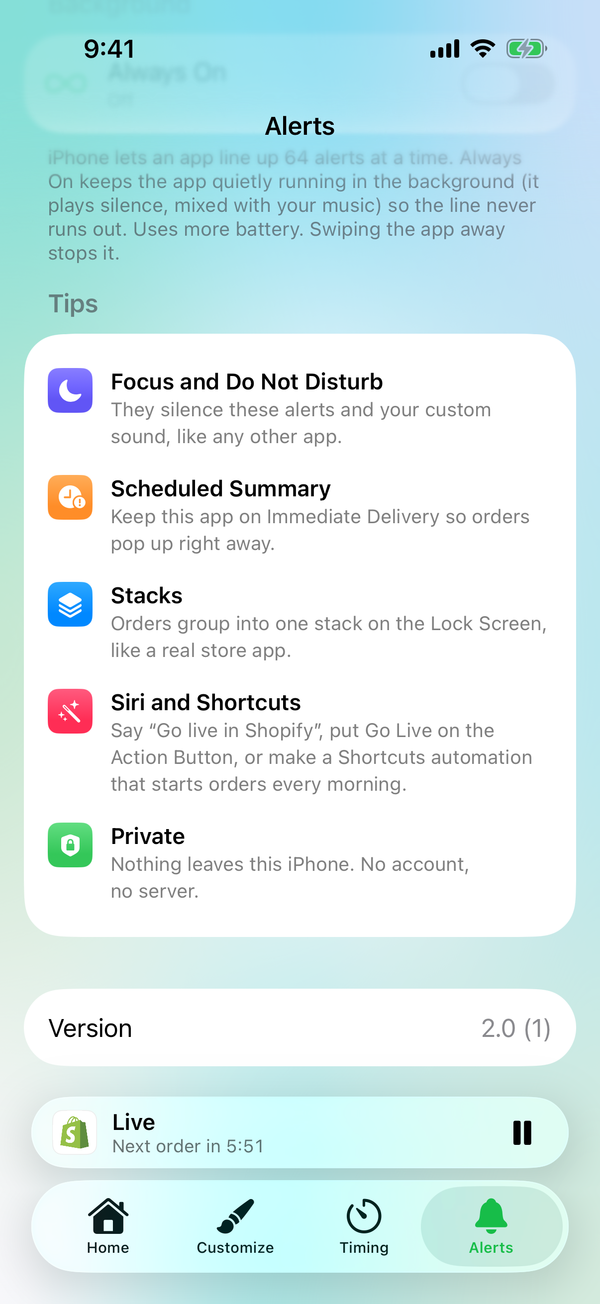 Background
9:41
Always On
Off
Alerts
iPhone lets an app line up 64 alerts at a time. Always
On keeps the app quietly running in the background (it
plays silence, mixed with your music) so the line never
runs out. Uses more battery. Swiping the app away
stops it.
Tips
Focus and Do Not Disturb
They silence these alerts and your custom
sound, like any other app.
Scheduled Summary
Keep this app on Immediate Delivery so orders
pop up right away.
Stacks
Orders group into one stack on the Lock Screen,
like a real store app.
Siri and Shortcuts
Say “Go live in Shopify”, put Go Live on the
Action Button, or make a Shortcuts automation
that starts orders every morning.
Private
Nothing leaves this iPhone. No account,
no server.
Version
2.0 (1)
Live
Next order in 5:51
Home
Customize
Timing
Alerts